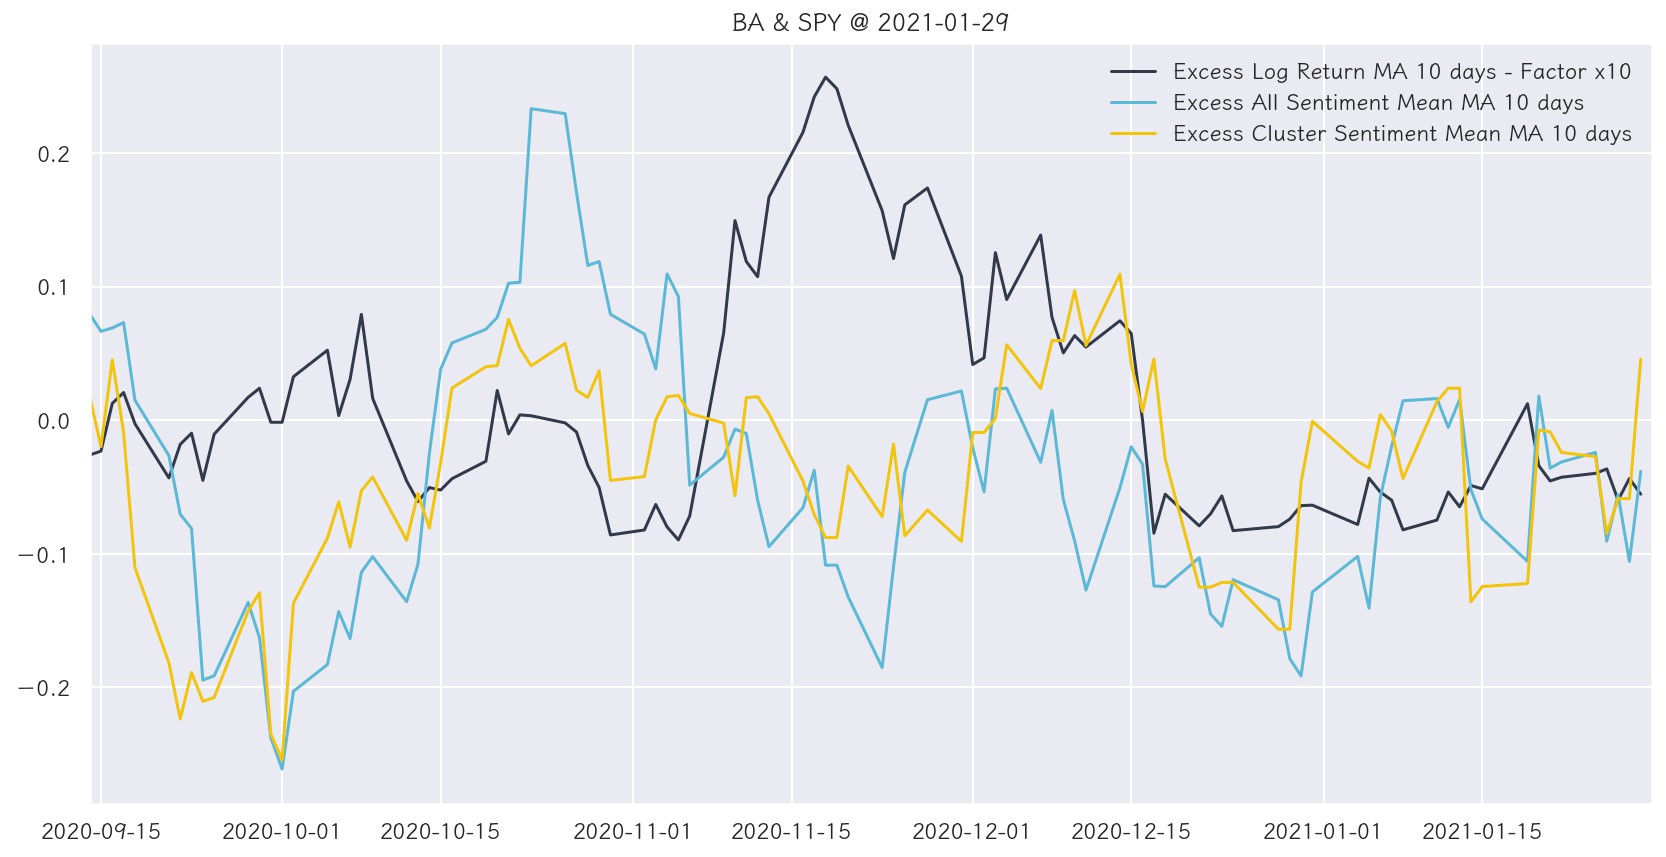 BA & SPY @ 2021-01-29
Excess Log Return MA 10 days - Factor x10
Excess All Sentiment Mean MA 10 days
Excess Cluster Sentiment Mean MA 10 days
0.2
0.1
0.0
−0.1
−0.2
2020-09-15 2020-10-01 2020-10-15 2020-11-01 2020-11-15 2020-12-01 2020-12-15 2021-01-01 2021-01-15